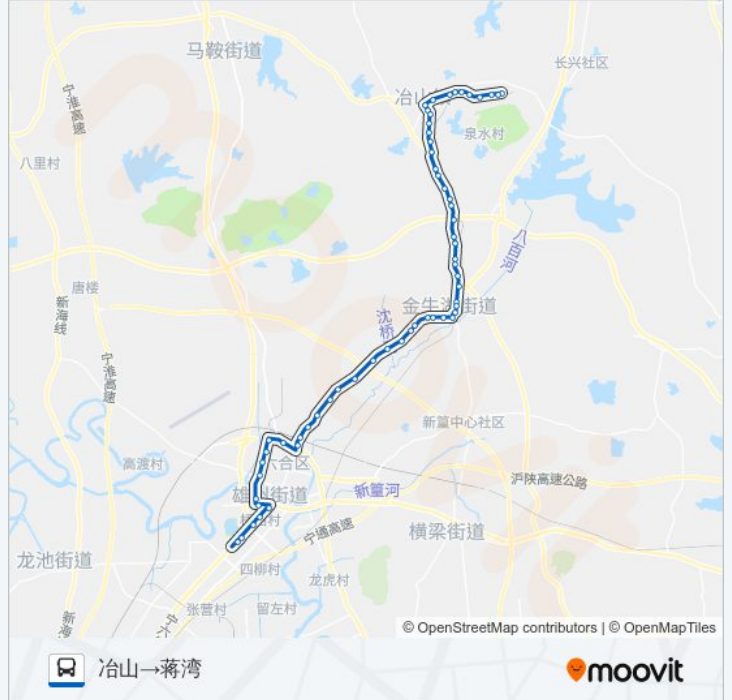 马鞍街道
长兴社区
宁淮高速
冶山
泉水村
八里村
八百河
唐楼
新海线
金牛湖街道
沈桥
宁淮高速
新篁中心社区
高渡村
六合区
沪陕高速公路
雄州街道
新篁河
宁通高速
横梁街道
龙池街道
四柳村
龙虎村
张营村
留左村
新海
宁六
© OpenStreetMap contributors | © OpenMapTiles
冶山→蒋湾
moovit